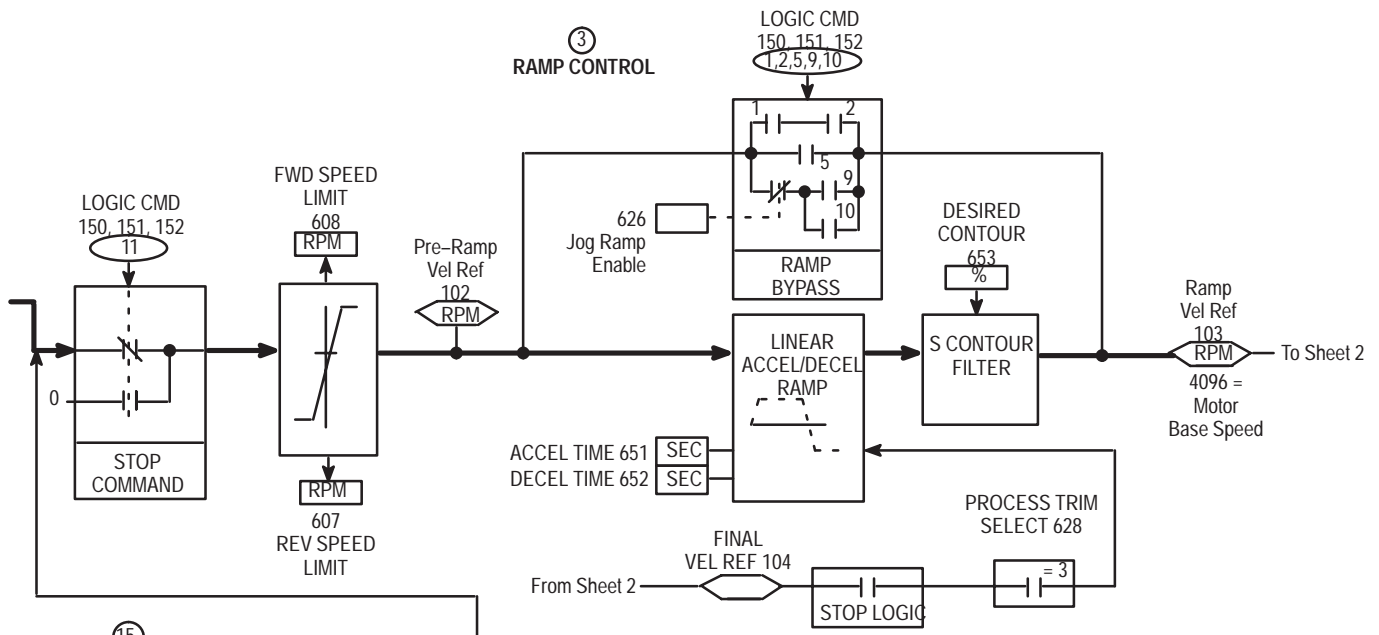 3
RAMP CONTROL
LOGIC CMD
150, 151, 152
1,2,5,9,10
1
2
5
9
10
RAMP
BYPASS
626
Jog Ramp
Enable
LOGIC CMD
150, 151, 152
11
0
STOP
COMMAND
FWD SPEED
LIMIT
608
RPM
RPM
607
REV SPEED
LIMIT
Pre–Ramp
Vel Ref
102
RPM
LINEAR
ACCEL/DECEL
RAMP
ACCEL TIME 651
SEC
DECEL TIME 652
SEC
DESIRED
CONTOUR
653
%
S CONTOUR
FILTER
Ramp
Vel Ref
103
RPM
To Sheet 2
4096 =
Motor
Base Speed
PROCESS TRIM
SELECT 628
= 3
FINAL
VEL REF 104
From Sheet 2
STOP LOGIC
15